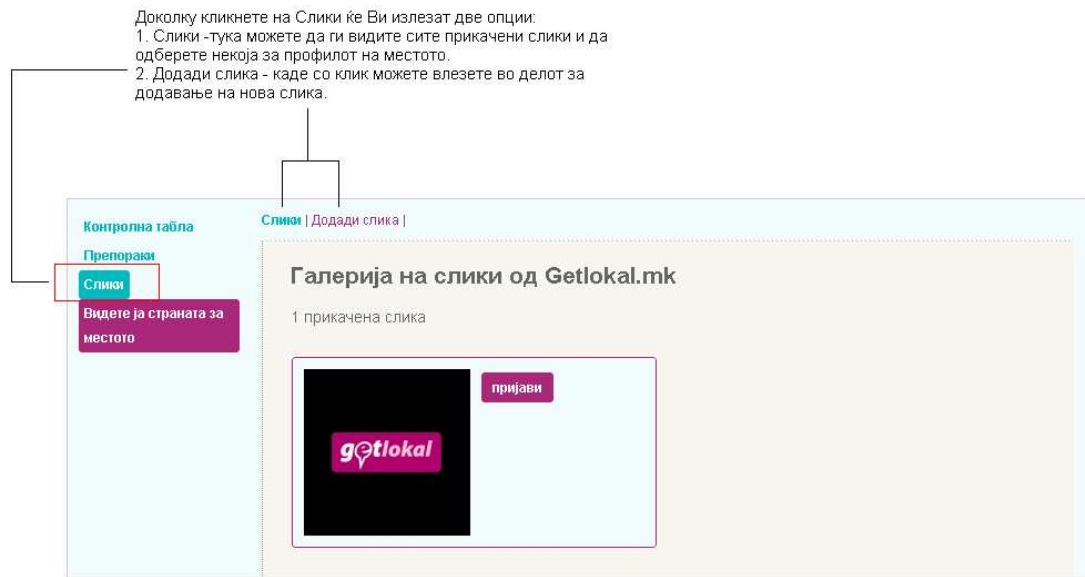 Доколку кликнете на Слики ќе Ви излезат две опции:
1. Слики -тука можете да ги видите сите прикачени слики и да
одберете некоја за профилот на местото.
2. Додади слика - каде со клик можете влезете во делот за
додавање на нова слика.
Контролна табла
Препораки
Слики
Видете ја страната за
местото
Слики | Додади слика |
Галерија на слики од Getlokal.mk
1 прикачена слика
getlokal
пријави